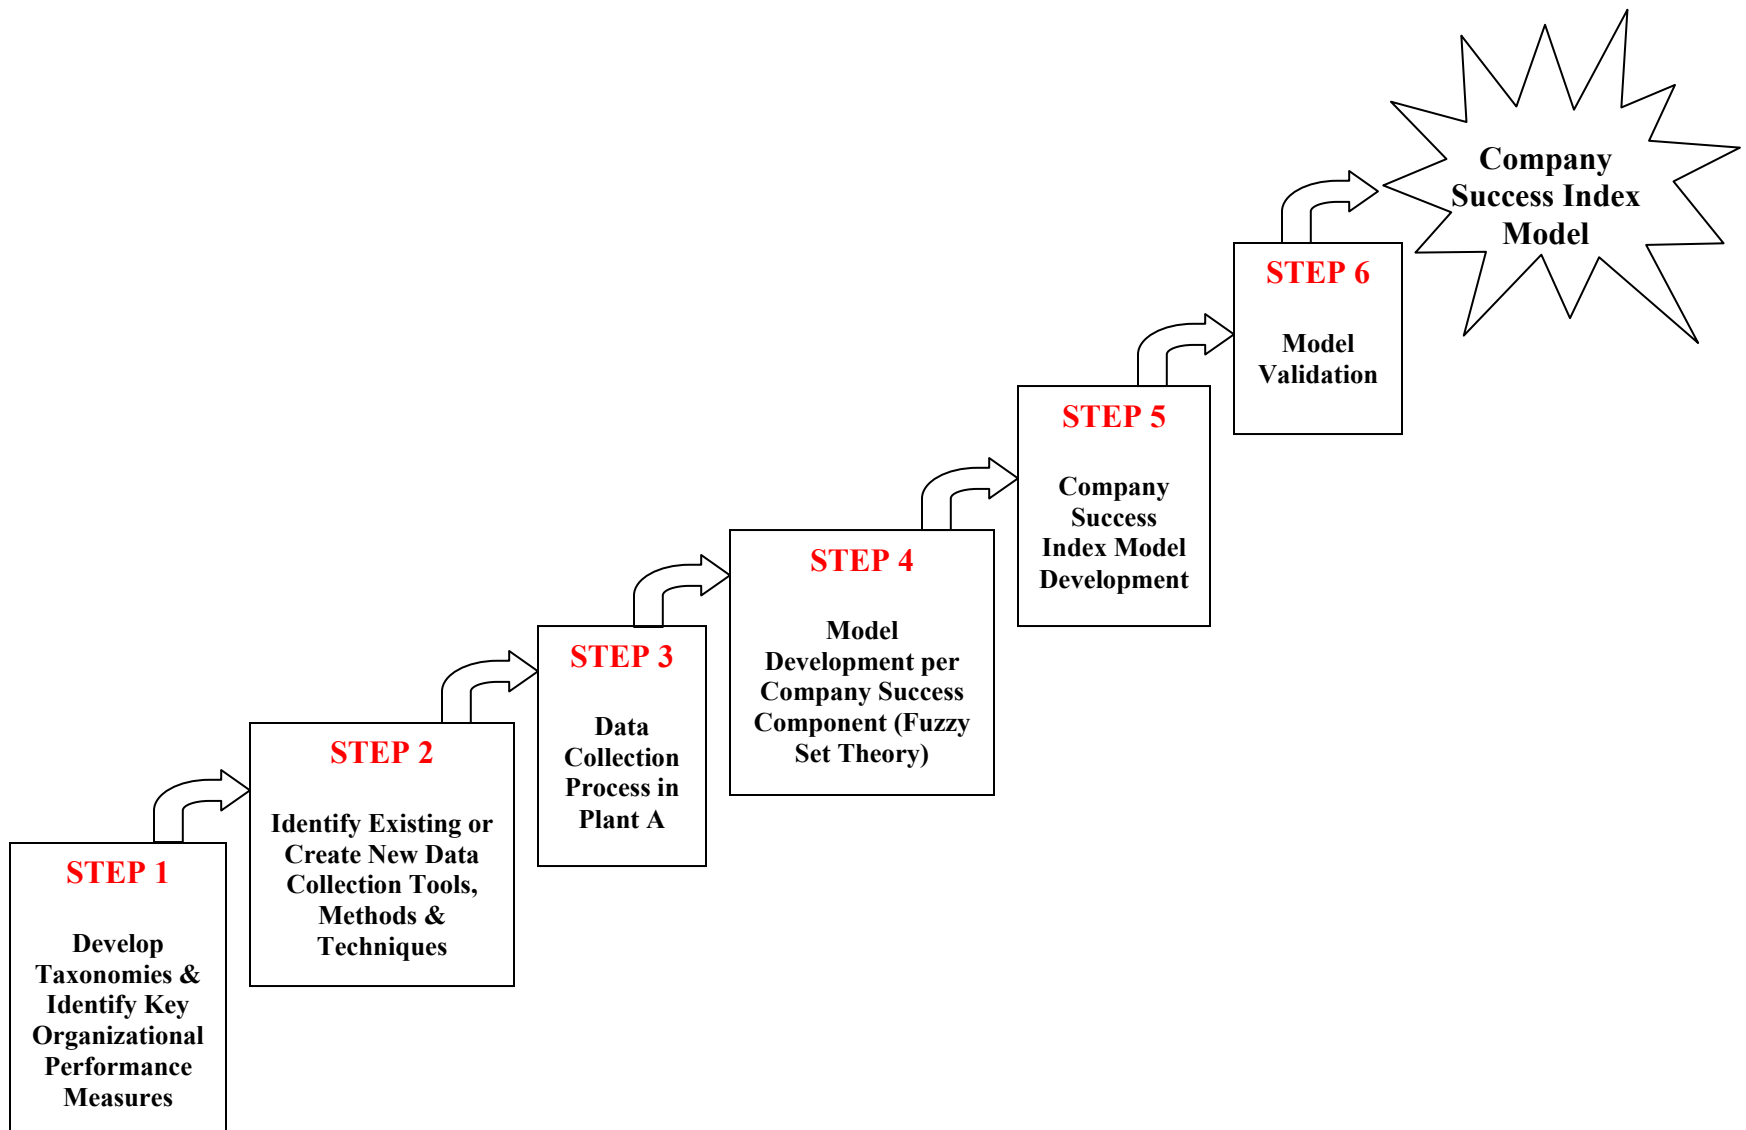 STEP 1
Develop
Taxonomies &
Identify Key
Organizational
Performance
Measures
STEP 2
Identify Existing or
Create New Data
Collection Tools,
Methods &
Techniques
STEP 3
Data
Collection
Process in
Plant A
STEP 4
Model
Development per
Company Success
Component (Fuzzy
Set Theory)
STEP 5
Company
Success
Index Model
Development
STEP 6
Model
Validation
Company
Success Index
Model